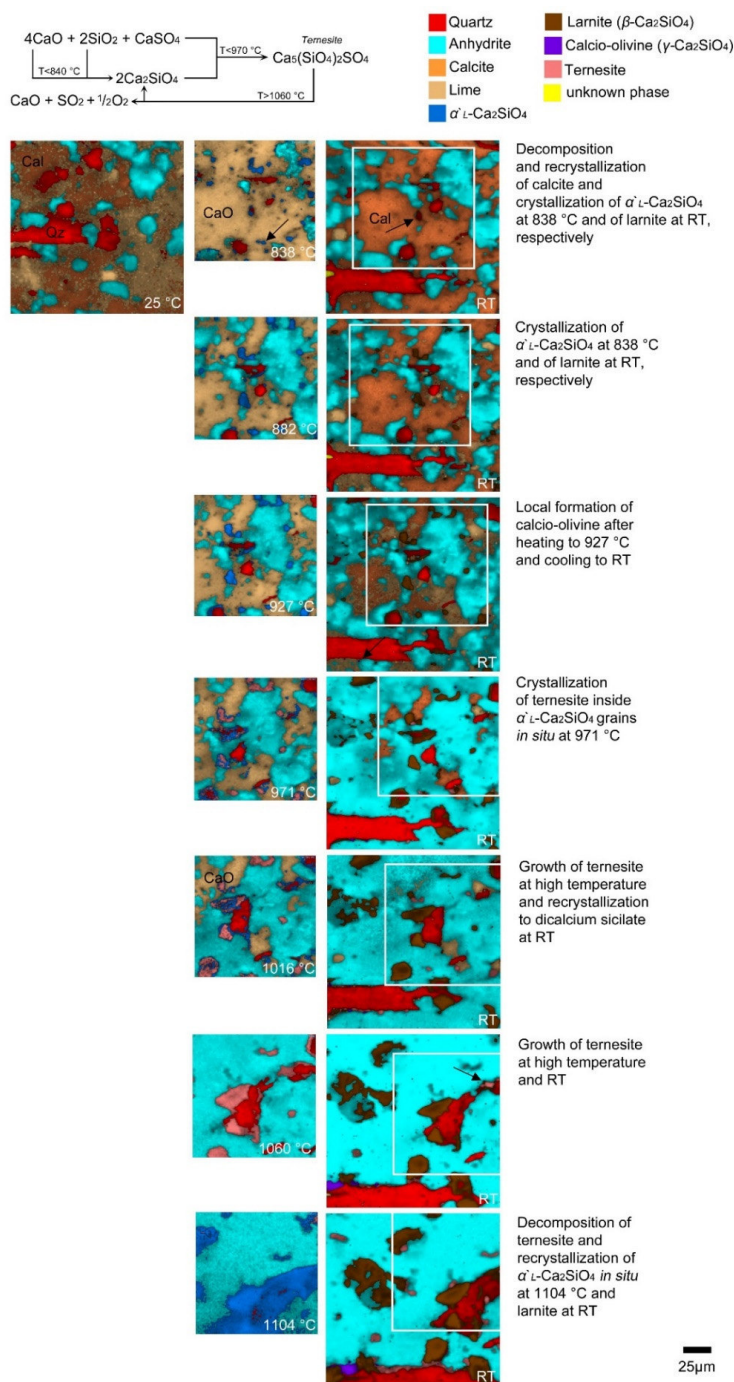 Ternesite
4CaO + 2SiO2 + CaSO4
T<970 °C
Ca5(SiO4)2SO4
T<840 °C
2Ca2SiO4
CaO + SO2 + 1/2O2
T>1060 °C
Quartz
Anhydrite
Calcite
Lime
α`L-Ca2SiO4
Larnite (β-Ca2SiO4)
Calcio-olivine (γ-Ca2SiO4)
Ternesite
unknown phase
Cal
Qz
25 °C
CaO
838 °C
Cal
RT
Decomposition
and recrystallization
of calcite and
crystallization of α`L-Ca2SiO4
at 838 °C and of larnite at RT,
respectively
882 °C
RT
Crystallization of
α`L-Ca2SiO4 at 838 °C
and of larnite at RT,
respectively
927 °C
RT
Local formation of
calcio-olivine after
heating to 927 °C
and cooling to RT
971 °C
RT
Crystallization
of ternesite inside
α`L-Ca2SiO4 grains
in situ at 971 °C
CaO
1016 °C
RT
Growth of ternesite
at high temperature
and recrystallization
to dicalcium sicilate
at RT
1060 °C
RT
Growth of ternesite
at high temperature
and RT
1104 °C
RT
Decomposition of
ternesite and
recrystallization of
α`L-Ca2SiO4 in situ
at 1104 °C and
larnite at RT
25µm